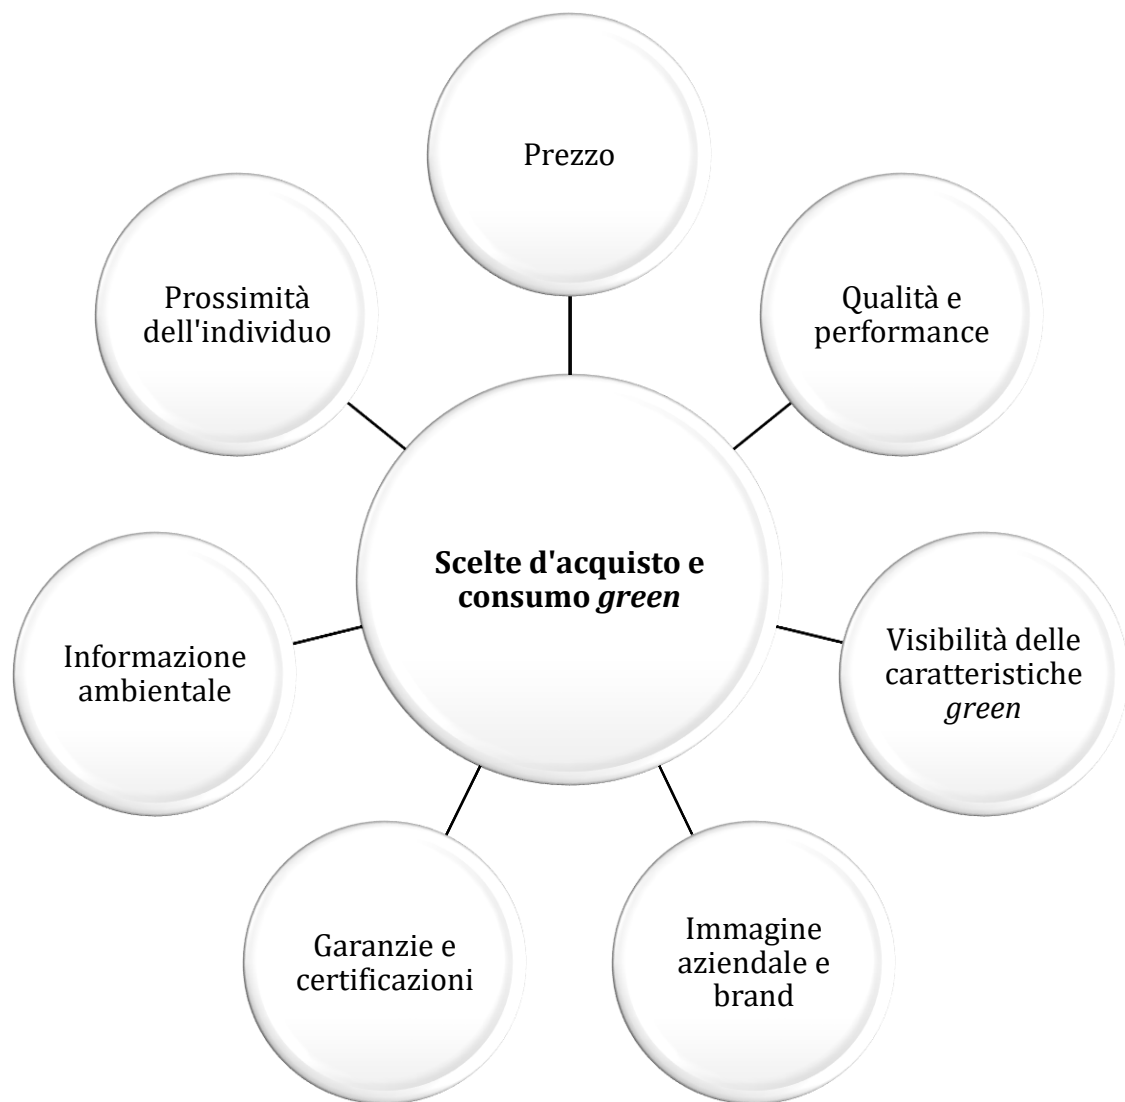 Prezzo
Qualità e
performance
Visibilità delle
caratteristiche
green
Immagine
aziendale e
brand
Garanzie e
certificazioni
Informazione
ambientale
Prossimità
dell'individuo
Scelte d'acquisto e
consumo green